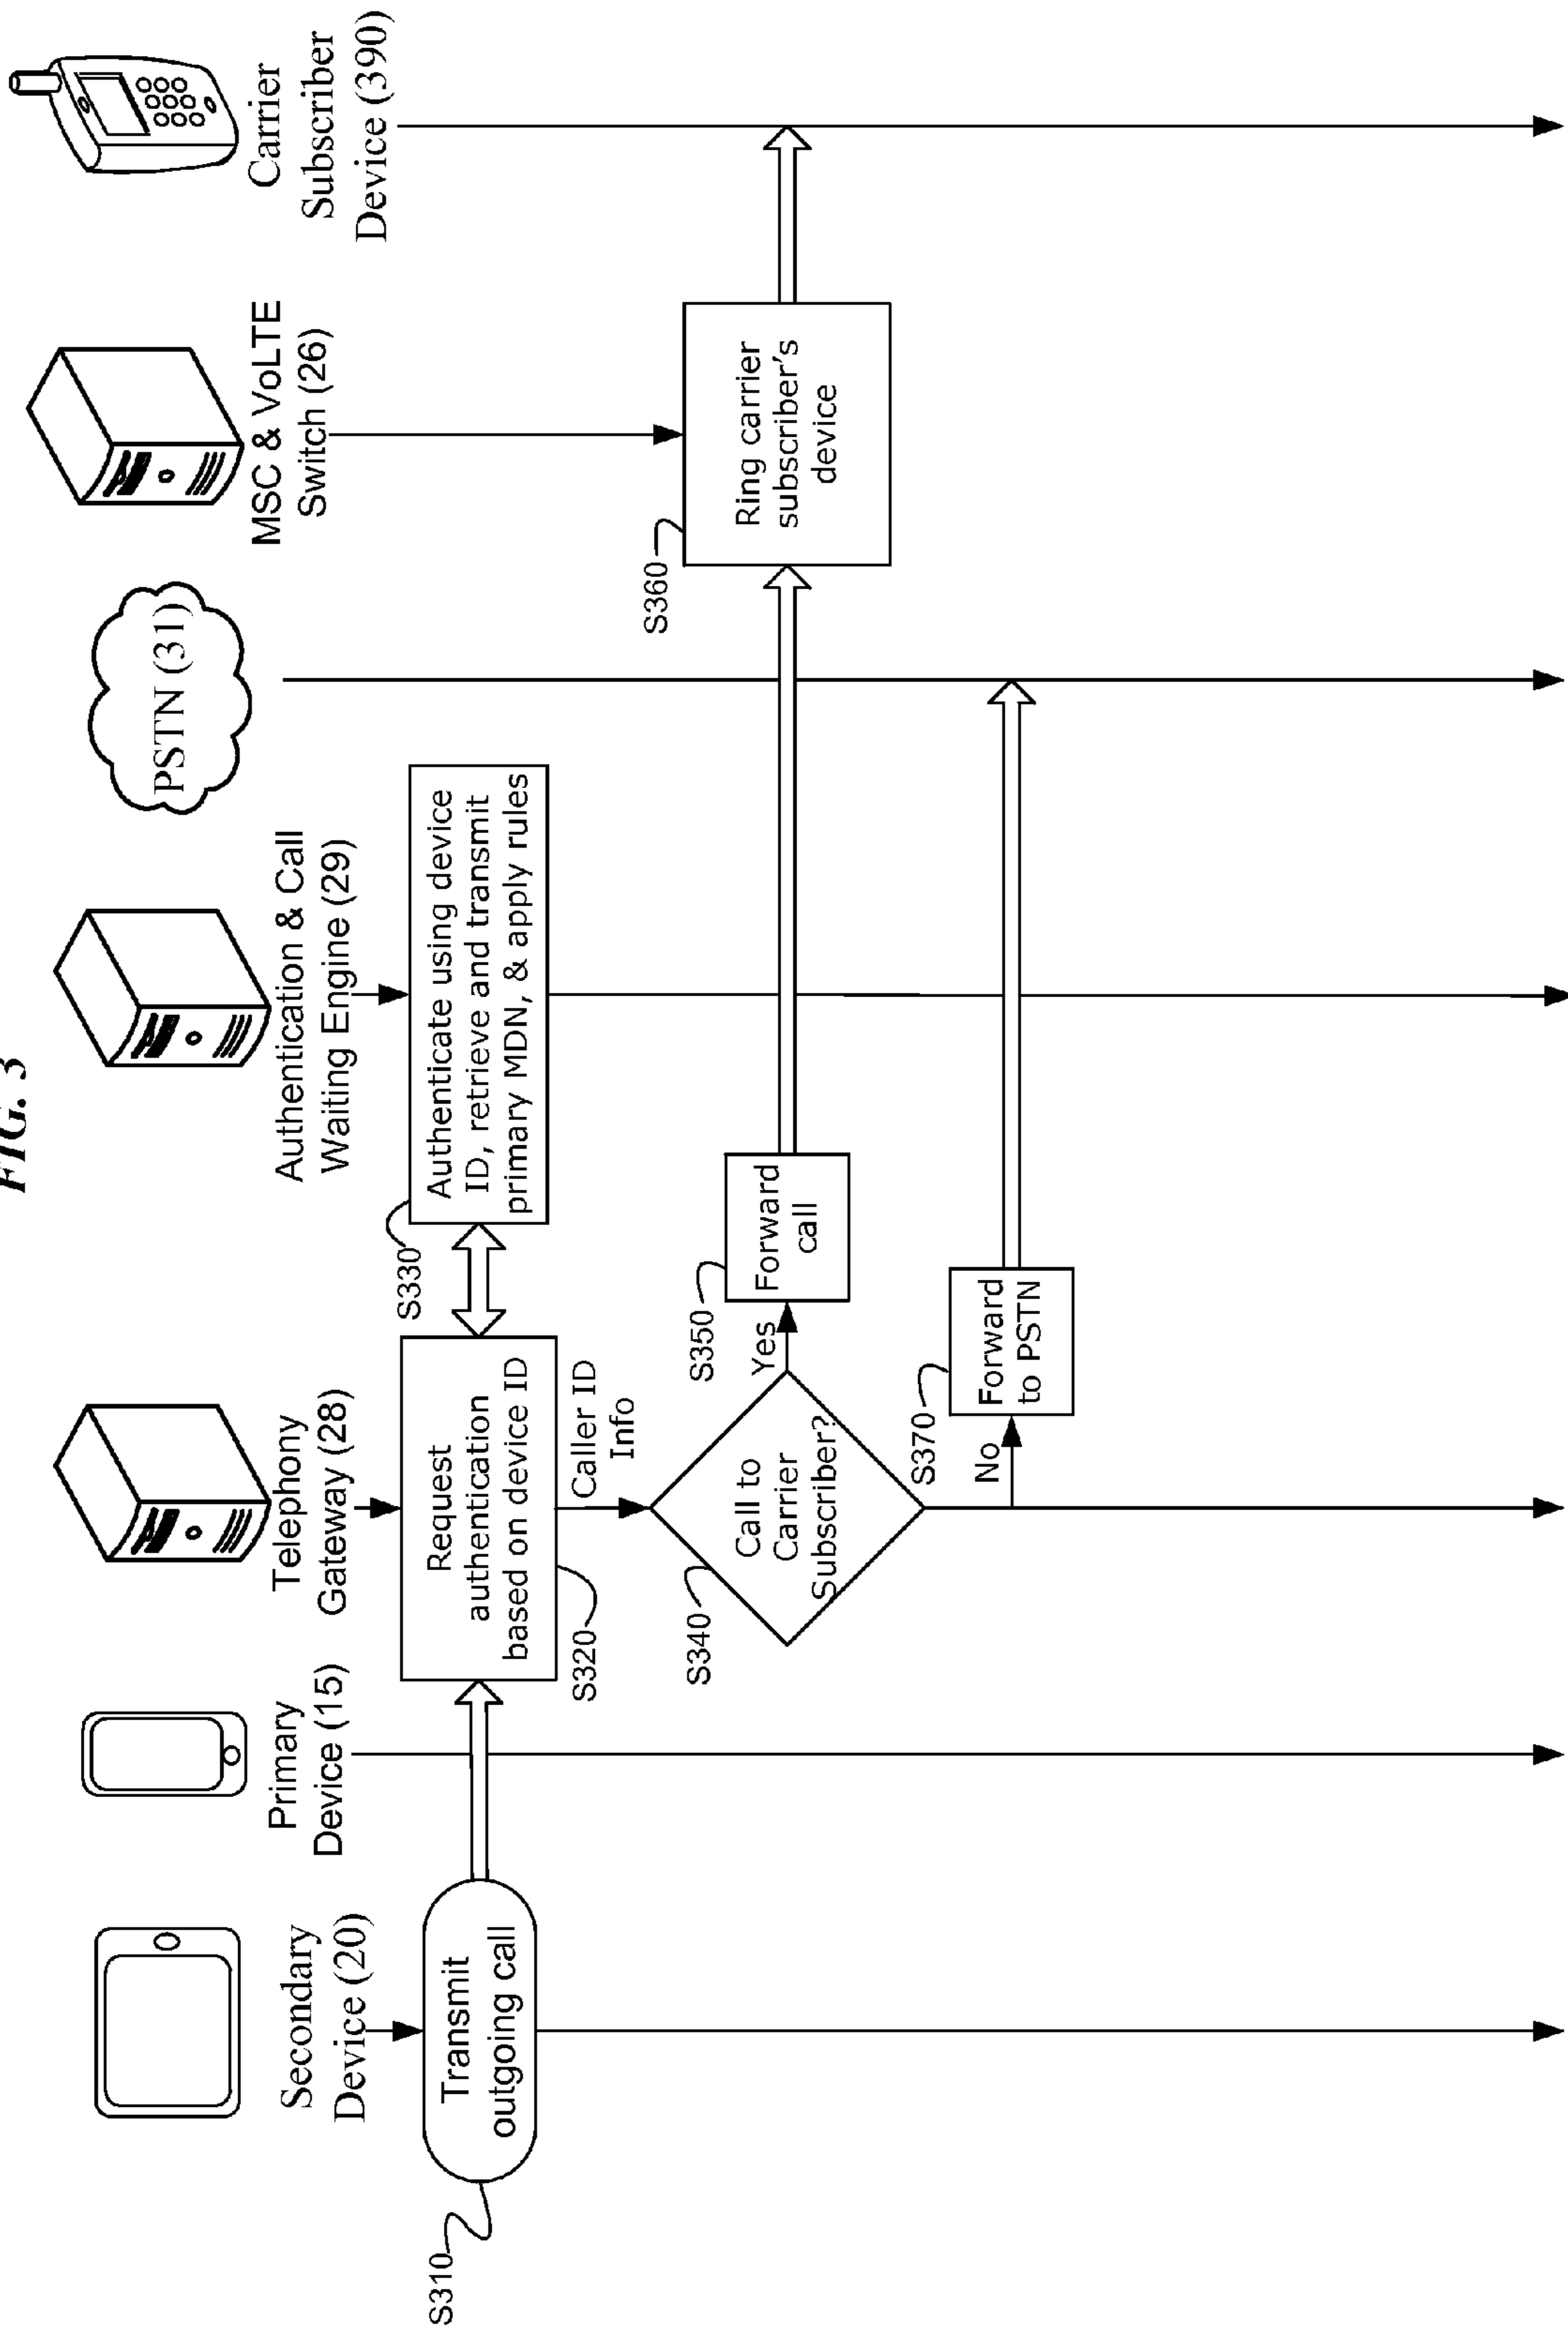 FIG. 3
Secondary
Device (20)
Primary
Device (15)
Telephony
Gateway (28)
Authentication & Call
Waiting Engine (29)
PSTN (31)
MSC & VoLTE
Switch (26)
Carrier
Subscriber
Device (390)
S310
Transmit
outgoing call
S320
Request
authentication
based on device ID
S330
Authenticate using device
ID, retrieve and transmit
primary MDN, & apply rules
Caller ID
Info
S340
Call to
Carrier
Subscriber?
Yes
S350
Forward
call
S360
Ring carrier
subscriber's
device
No
S370
Forward
to PSTN